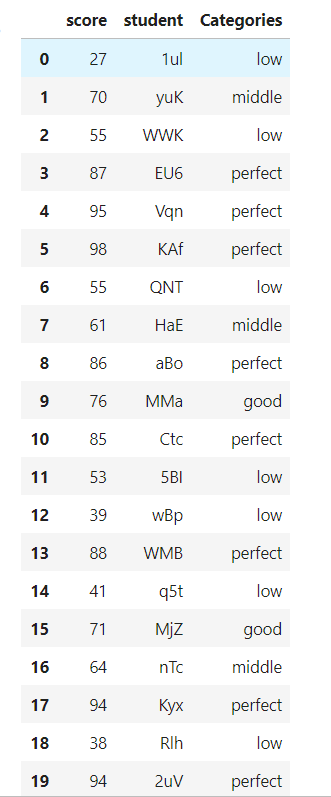 score student Categories
0 27 1ul low
1 70 yuK middle
2 55 WWK low
3 87 EU6 perfect
4 95 Vqn perfect
5 98 KAf perfect
6 55 QNT low
7 61 HaE middle
8 86 aBo perfect
9 76 MMa good
10 85 Ctc perfect
11 53 5BI low
12 39 wBp low
13 88 WMB perfect
14 41 q5t low
15 71 MjZ good
16 64 nTc middle
17 94 Kyx perfect
18 38 Rlh low
19 94 2uV perfect